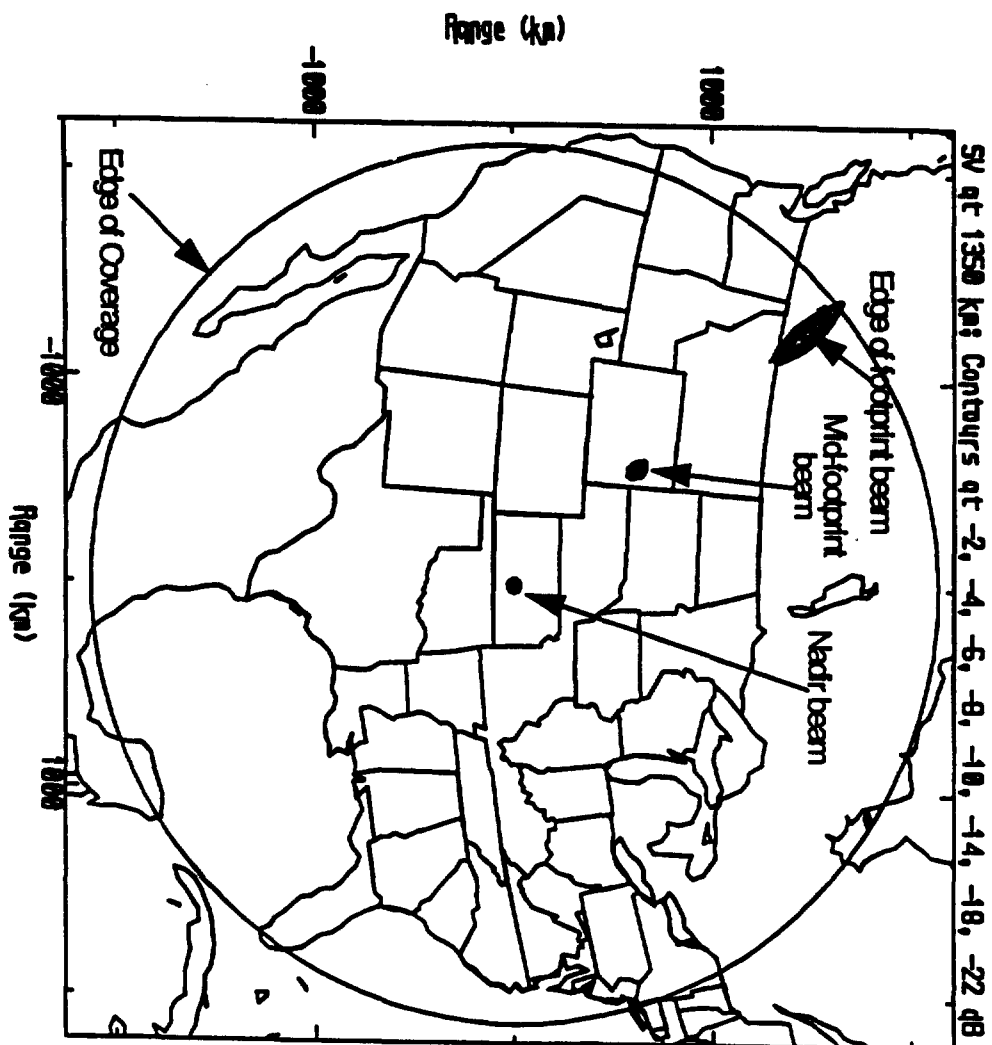 SV at 1350 km; Contours at -2, -4, -6, -8, -10, -14, -18, -22 dB
Edge of footprint beam
Mid-footprint
beam
Nadir beam
Edge of Coverage
Range (km)
1000
-1000
-1000
1000
Range (km)